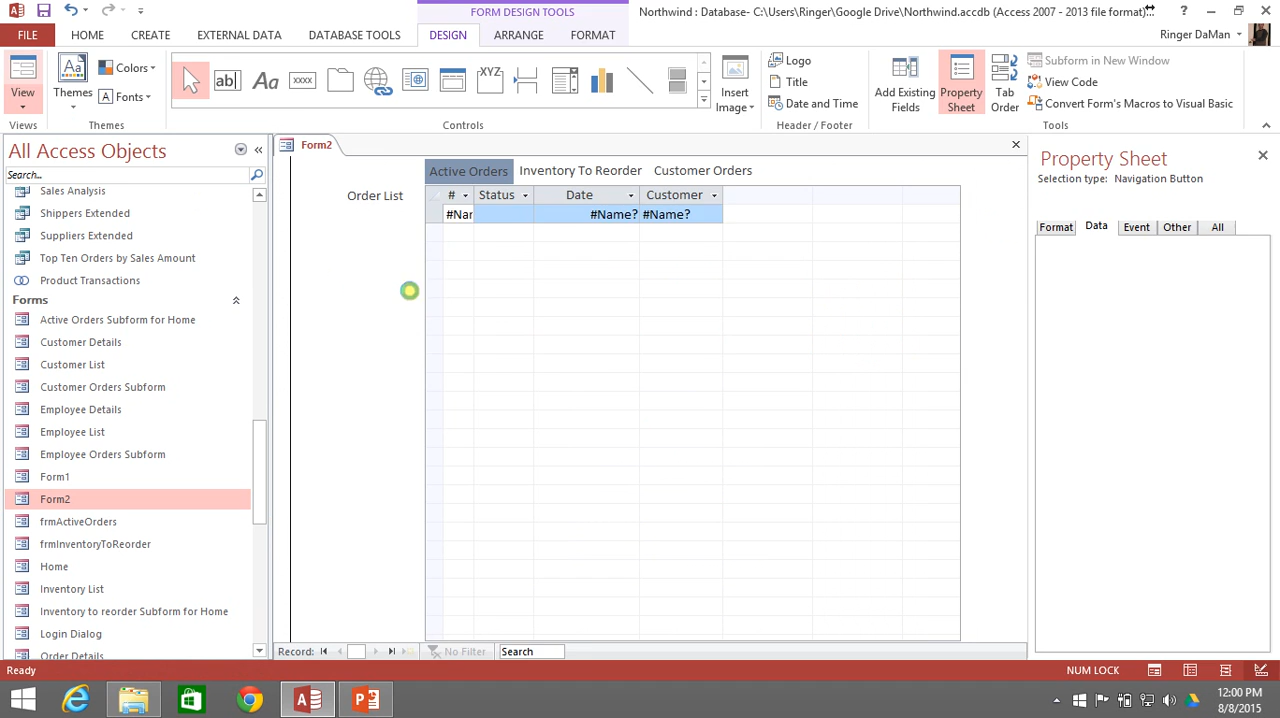 FORM DESIGN TOOLS
Northwind : Database- C:\Users\Ringer\Google Drive\Northwind.accdb (Access 2007 - 2013 file format)...
FILE HOME CREATE EXTERNAL DATA DATABASE TOOLS DESIGN ARRANGE FORMAT
Ringer DaMan
View
Views
Themes
Colors
Fonts
Themes
ab|
Aa
XXXX
XYZ
Controls
Insert
Image
Logo
Title
Date and Time
Header / Footer
Add Existing
Fields
Property
Sheet
Tab
Order
Subform in New Window
View Code
Convert Form's Macros to Visual Basic
Tools
All Access Objects
Search...
Sales Analysis
Shippers Extended
Suppliers Extended
Top Ten Orders by Sales Amount
Product Transactions
Forms
Active Orders Subform for Home
Customer Details
Customer List
Customer Orders Subform
Employee Details
Employee List
Employee Orders Subform
Form1
Form2
frmActiveOrders
frmInventoryToReorder
Home
Inventory List
Inventory to reorder Subform for Home
Login Dialog
Order Details
Form2
Active Orders Inventory To Reorder Customer Orders
Order List
# Status Date Customer
#Nar #Name? #Name?
Record: No Filter Search
Property Sheet
Selection type: Navigation Button
Format Data Event Other All
Ready
NUM LOCK
12:00 PM
8/8/2015